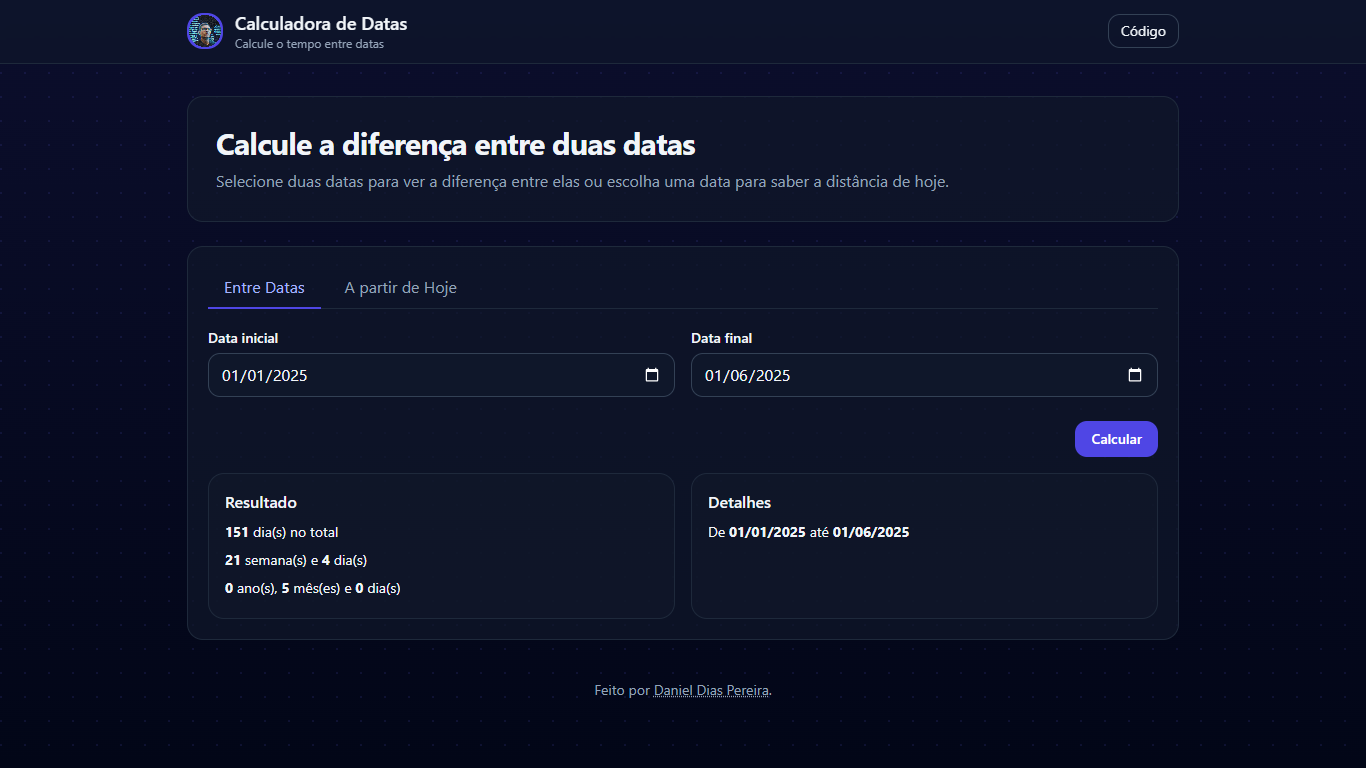 Calculadora de Datas
Calcule o tempo entre datas
Código
Calcule a diferença entre duas datas
Selecione duas datas para ver a diferença entre elas ou escolha uma data para saber a distância de hoje.
Entre Datas
A partir de Hoje
Data inicial
01/01/2025
Data final
01/06/2025
Calcular
Resultado
151 dia(s) no total
21 semana(s) e 4 dia(s)
0 ano(s), 5 mês(es) e 0 dia(s)
Detalhes
De 01/01/2025 até 01/06/2025
Feito por Daniel Dias Pereira.